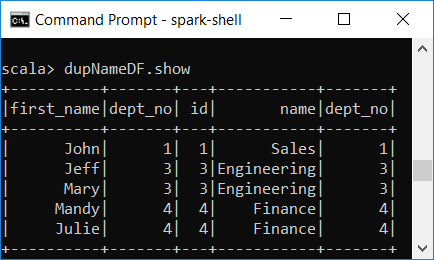 Command Prompt - spark-shell
scala> dupNameDF.show
+----------+-------+---+-----------+-------+
|first_name|dept_no| id|       name|dept_no|
+----------+-------+---+-----------+-------+
|      John|      1|  1|      Sales|      1|
|      Jeff|      3|  3|Engineering|      3|
|      Mary|      3|  3|Engineering|      3|
|     Mandy|      4|  4|    Finance|      4|
|     Julie|      4|  4|    Finance|      4|
+----------+-------+---+-----------+-------+